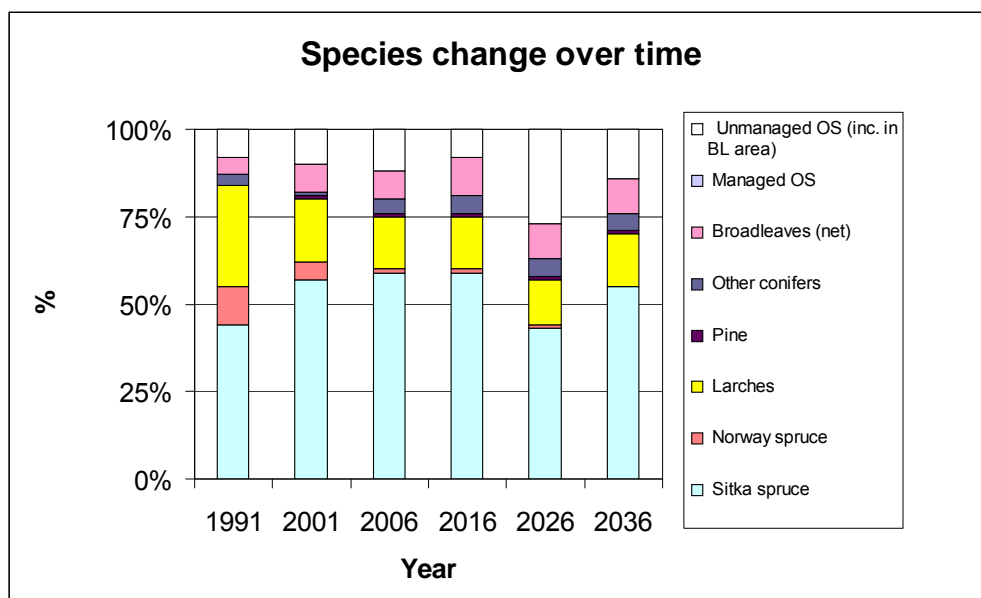 Species change over time
100%
75%
50%
25%
0%
%
1991 2001 2006 2016 2026 2036
Year
Unmanaged OS (inc. in
BL area)
Managed OS
Broadleaves (net)
Other conifers
Pine
Larches
Norway spruce
Sitka spruce